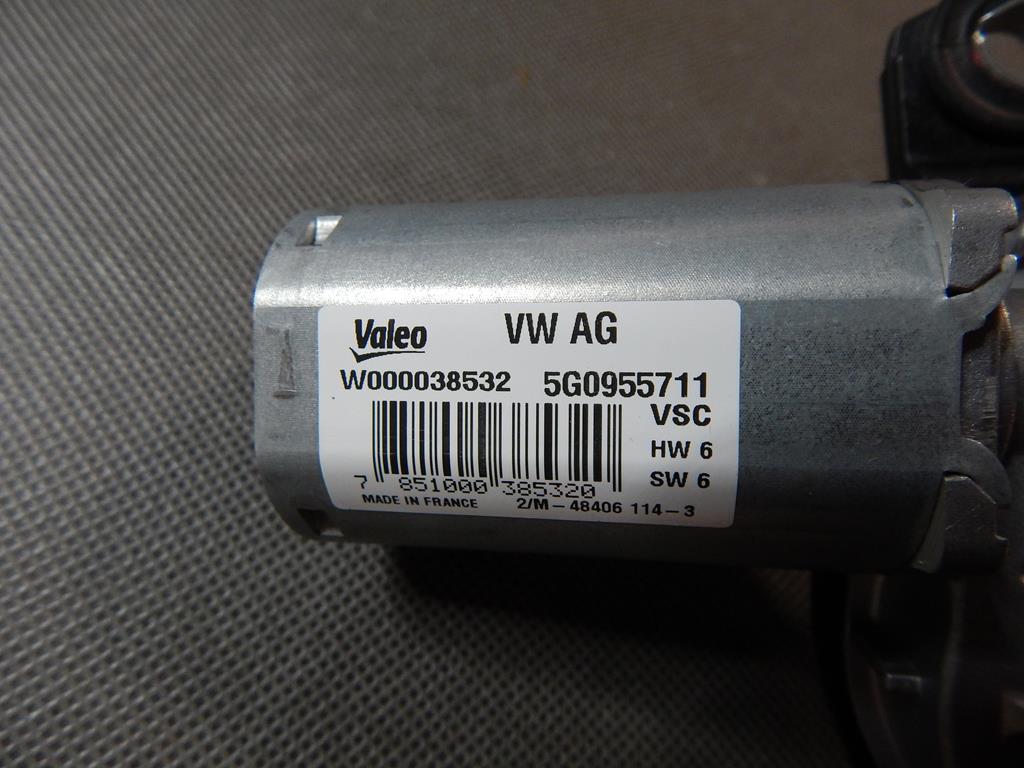 Valeo VW AG
W000038532 5G0955711
VSC
HW 6
SW 6
7 851000 385320
MADE IN FRANCE 2/M-48406 114-3